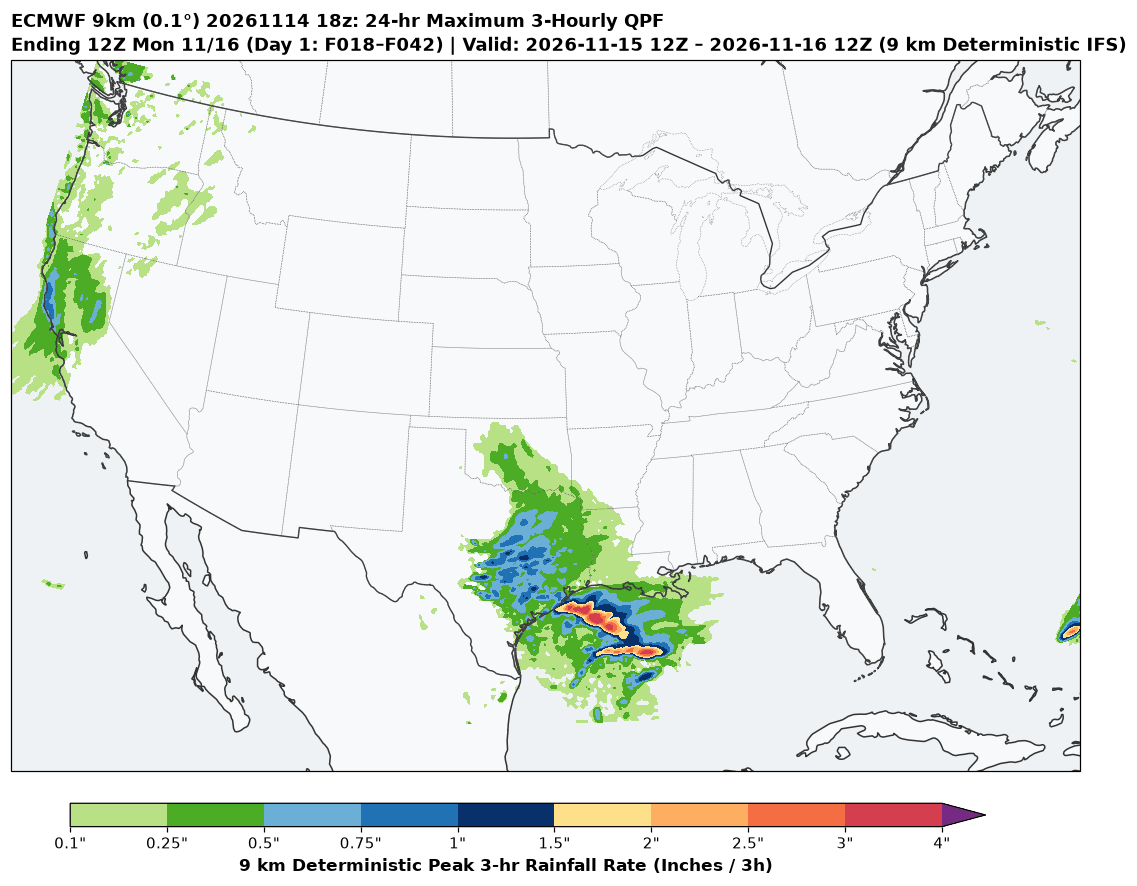 ECMWF 9km (0.1°) 20261114 18z: 24-hr Maximum 3-Hourly QPF
Ending 12Z Mon 11/16 (Day 1: F018–F042) | Valid: 2026-11-15 12Z – 2026-11-16 12Z (9 km Deterministic IFS)
0.1" 0.25" 0.5" 0.75" 1" 1.5" 2" 2.5" 3" 4"
9 km Deterministic Peak 3-hr Rainfall Rate (Inches / 3h)